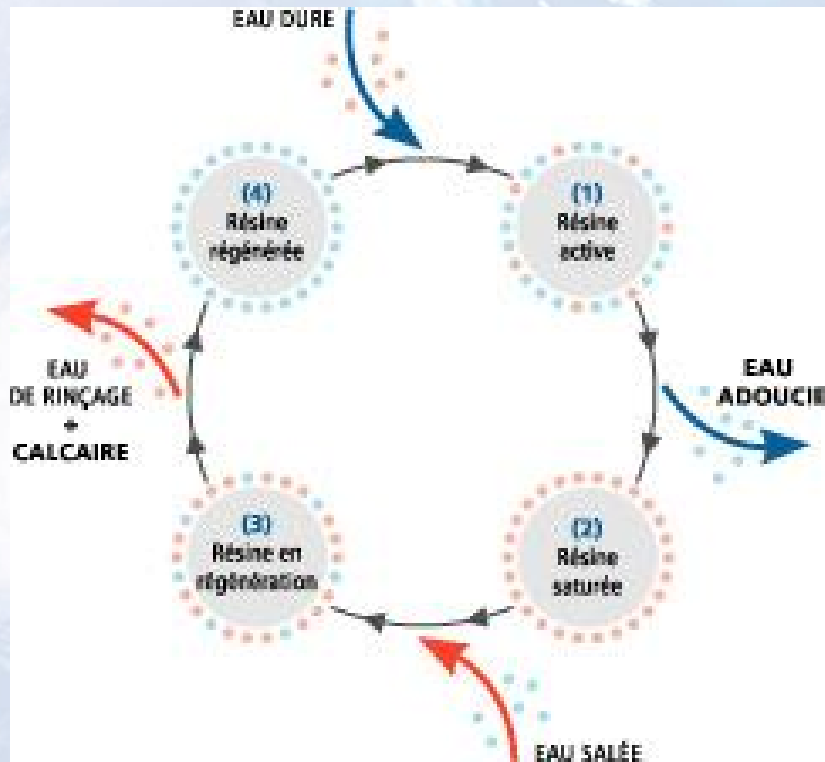 EAU DURE
(4)
Résine
régénérée
(1)
Résine
active
EAU
DE RINÇAGE
+
CALCAIRE
EAU
ADOUCIE
(3)
Résine en
régénération
(2)
Résine
saturée
EAU SALÉE